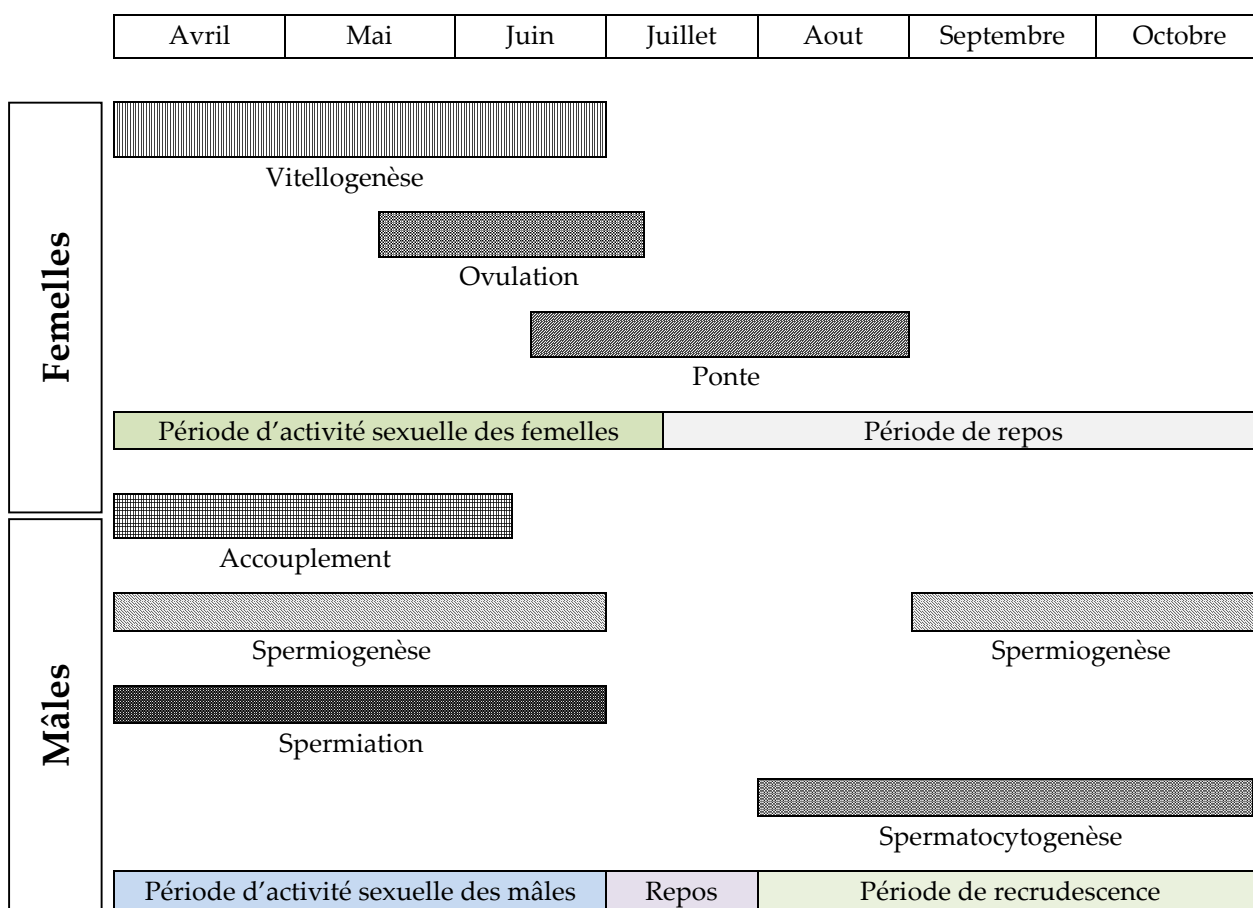 Avril Mai Juin Juillet Aout Septembre Octobre
Femelles
Vitellogenèse
Ovulation
Ponte
Période d’activité sexuelle des femelles Période de repos
Mâles
Accouplement
Spermiogenèse Spermiogenèse
Spermiation
Spermatocytogenèse
Période d’activité sexuelle des mâles Repos Période de recrudescence